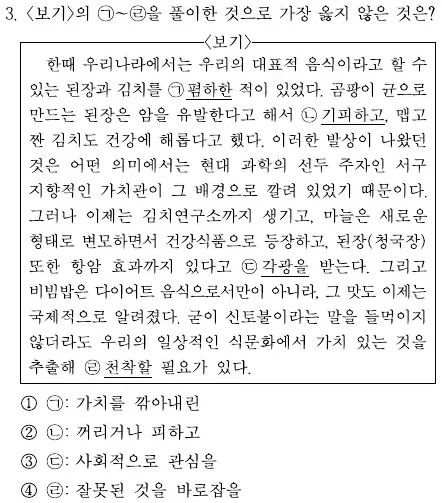 3. <보기>의 ㉠~㉣을 풀이한 것으로 가장 옳지 않은 것은?
<보기>
한때 우리나라에서는 우리의 대표적 음식이라고 할 수
있는 된장과 김치를 ㉠ 폄하한 적이 있었다. 곰팡이 균으로
만드는 된장은 암을 유발한다고 해서 ㉡ 기피하고, 맵고
짠 김치도 건강에 해롭다고 했다. 이러한 발상이 나왔던
것은 어떤 의미에서는 현대 과학의 선두 주자인 서구
지향적인 가치관이 그 배경으로 깔려 있었기 때문이다.
그러나 이제는 김치연구소까지 생기고, 마늘은 새로운
형태로 변모하면서 건강식품으로 등장하고, 된장(청국장)
또한 항암 효과까지 있다고 ㉢ 각광을 받는다. 그리고
비빔밥은 다이어트 음식으로서만이 아니라, 그 맛도 이제는
국제적으로 알려졌다. 굳이 신토불이라는 말을 들먹이지
않더라도 우리의 일상적인 식문화에서 가치 있는 것을
추출해 ㉣ 천착할 필요가 있다.
① ㉠: 가치를 깎아내린
② ㉡: 꺼리거나 피하고
③ ㉢: 사회적으로 관심을
④ ㉣: 잘못된 것을 바로잡을